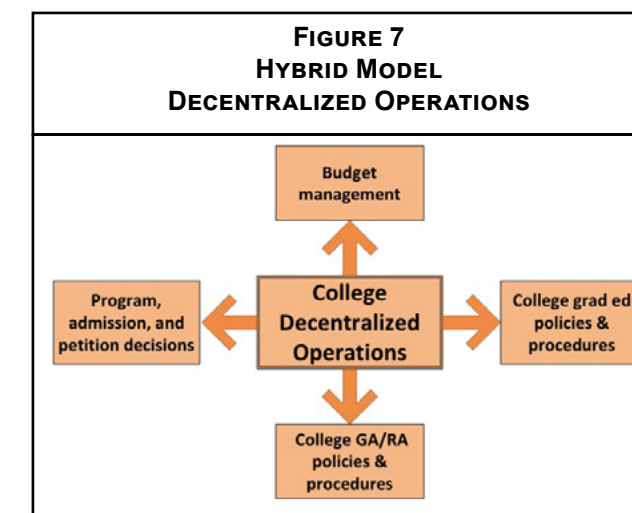 FIGURE 7
HYBRID MODEL
DECENTRALIZED OPERATIONS
Budget
management
Program,
admission, and
petition decisions
College
Decentralized
Operations
College grad ed
policies &
procedures
College GA/RA
policies &
procedures